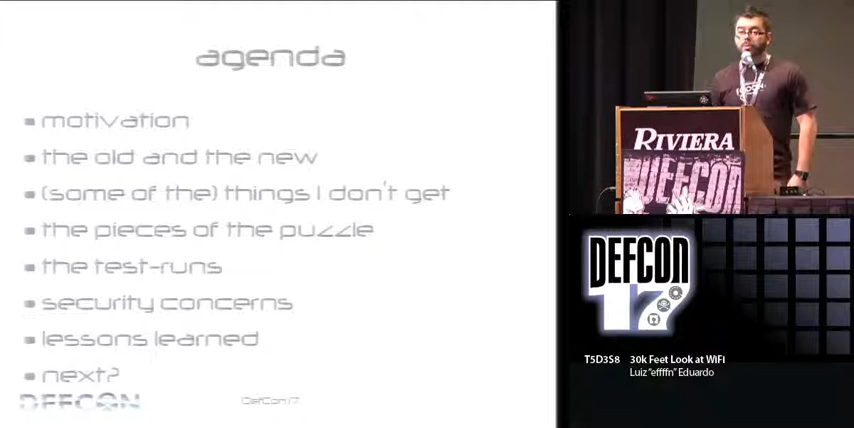 agenda
motivation
the old and the new
(some of the) things I don't get
the pieces of the puzzle
the test-runs
security concerns
lessons learned
next?
DEFCON
DefCon 17
RIVIERA
DEFCON
DEFCON
17
T5D3S8 30k Feet Look at WiFi
Luiz "effffn" Eduardo